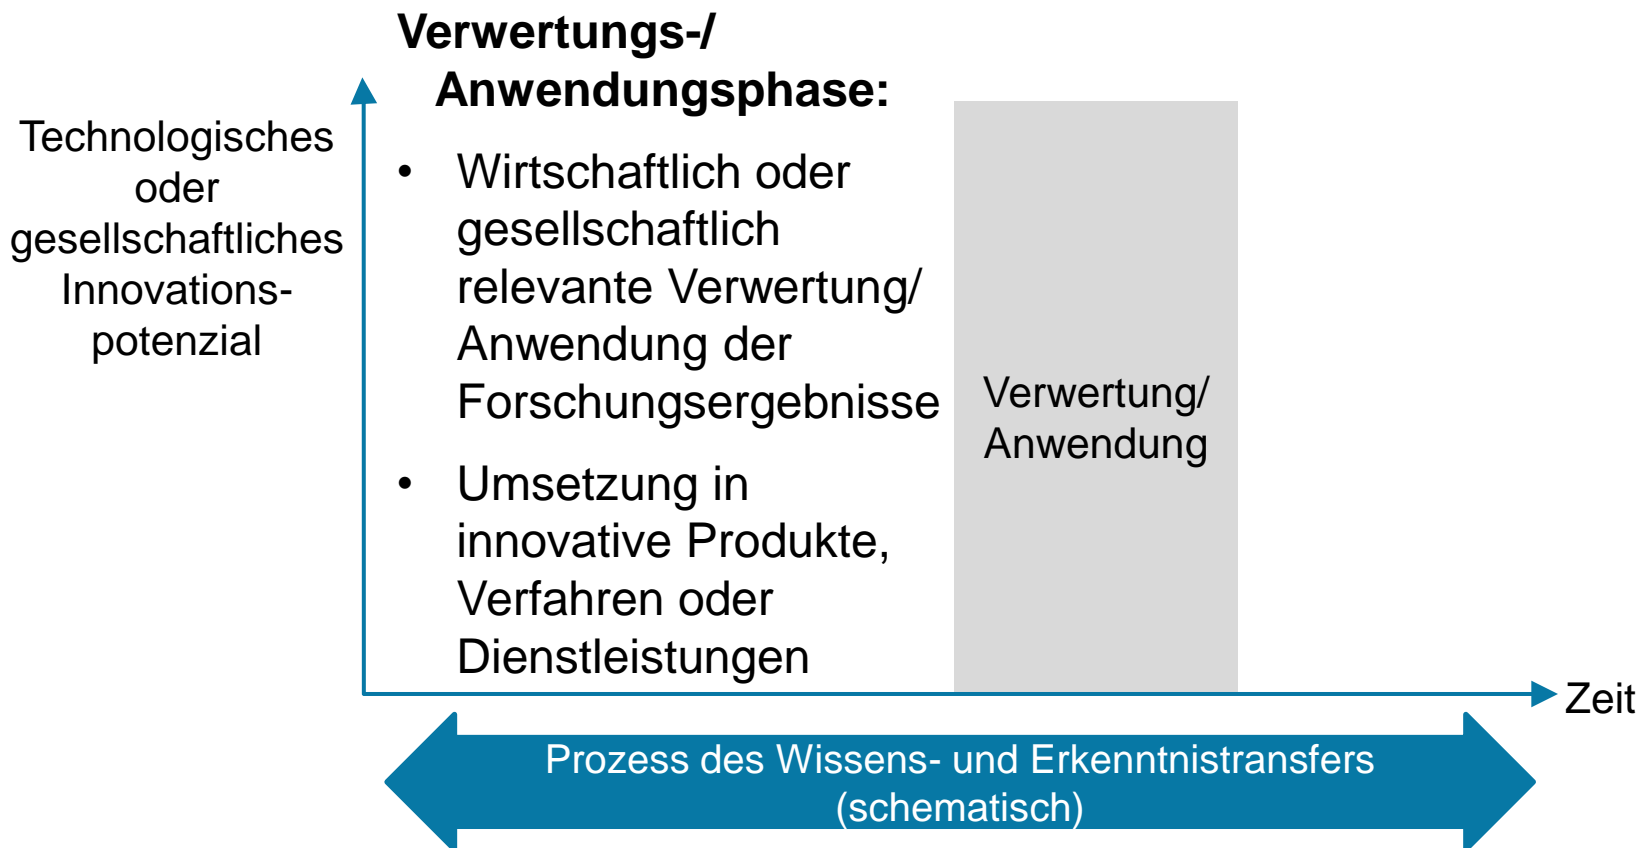 Verwertungs-/
Anwendungsphase:
Technologisches
oder
gesellschaftliches
Innovations-
potenzial
• Wirtschaftlich oder
gesellschaftlich
relevante Verwertung/
Anwendung der
Forschungsergebnisse
• Umsetzung in
innovative Produkte,
Verfahren oder
Dienstleistungen
Verwertung/
Anwendung
Zeit
Prozess des Wissens- und Erkenntnistransfers
(schematisch)